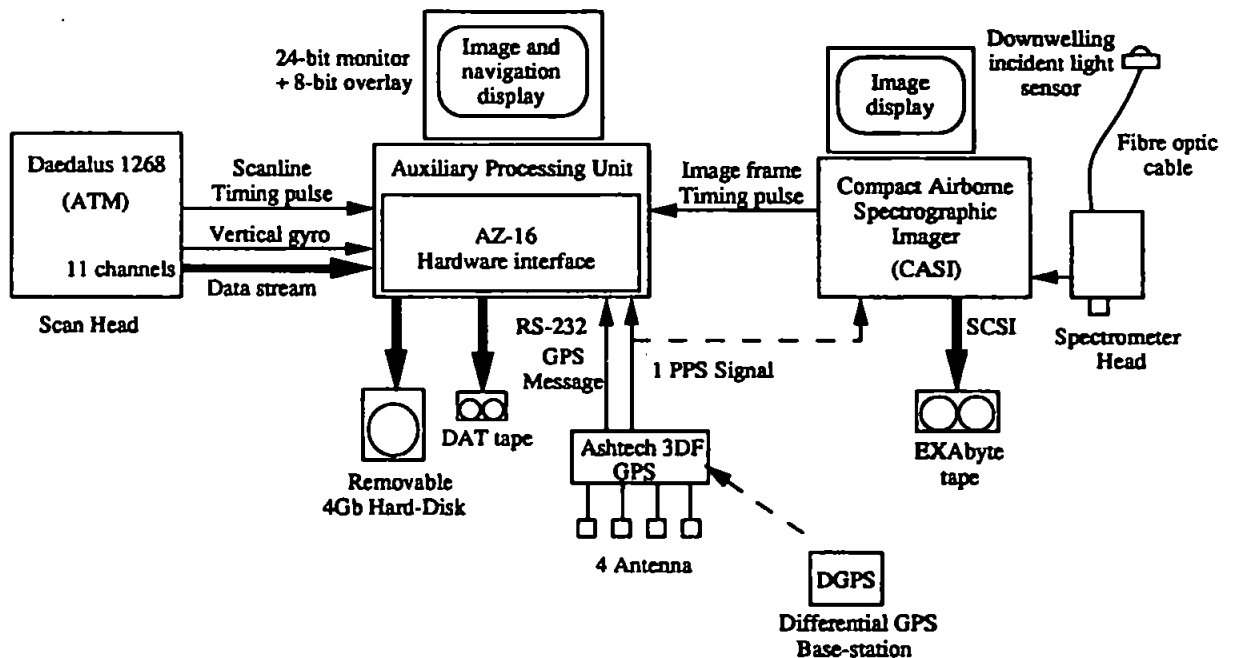 24-bit monitor
+ 8-bit overlay
Image and
navigation
display
Image
display
Downwelling
incident light
sensor
Fibre optic
cable
Daedalus 1268
(ATM)
11 channels
Scan Head
Scanline
Timing pulse
Vertical gyro
Data stream
Auxiliary Processing Unit
AZ-16
Hardware interface
Image frame
Timing pulse
Compact Airborne
Spectrographic
Imager
(CASI)
Spectrometer
Head
RS-232
GPS
Message
1 PPS Signal
SCSI
Removable
4Gb Hard-Disk
DAT tape
Ashtech 3DF
GPS
4 Antenna
EXAbyte
tape
DGPS
Differential GPS
Base-station